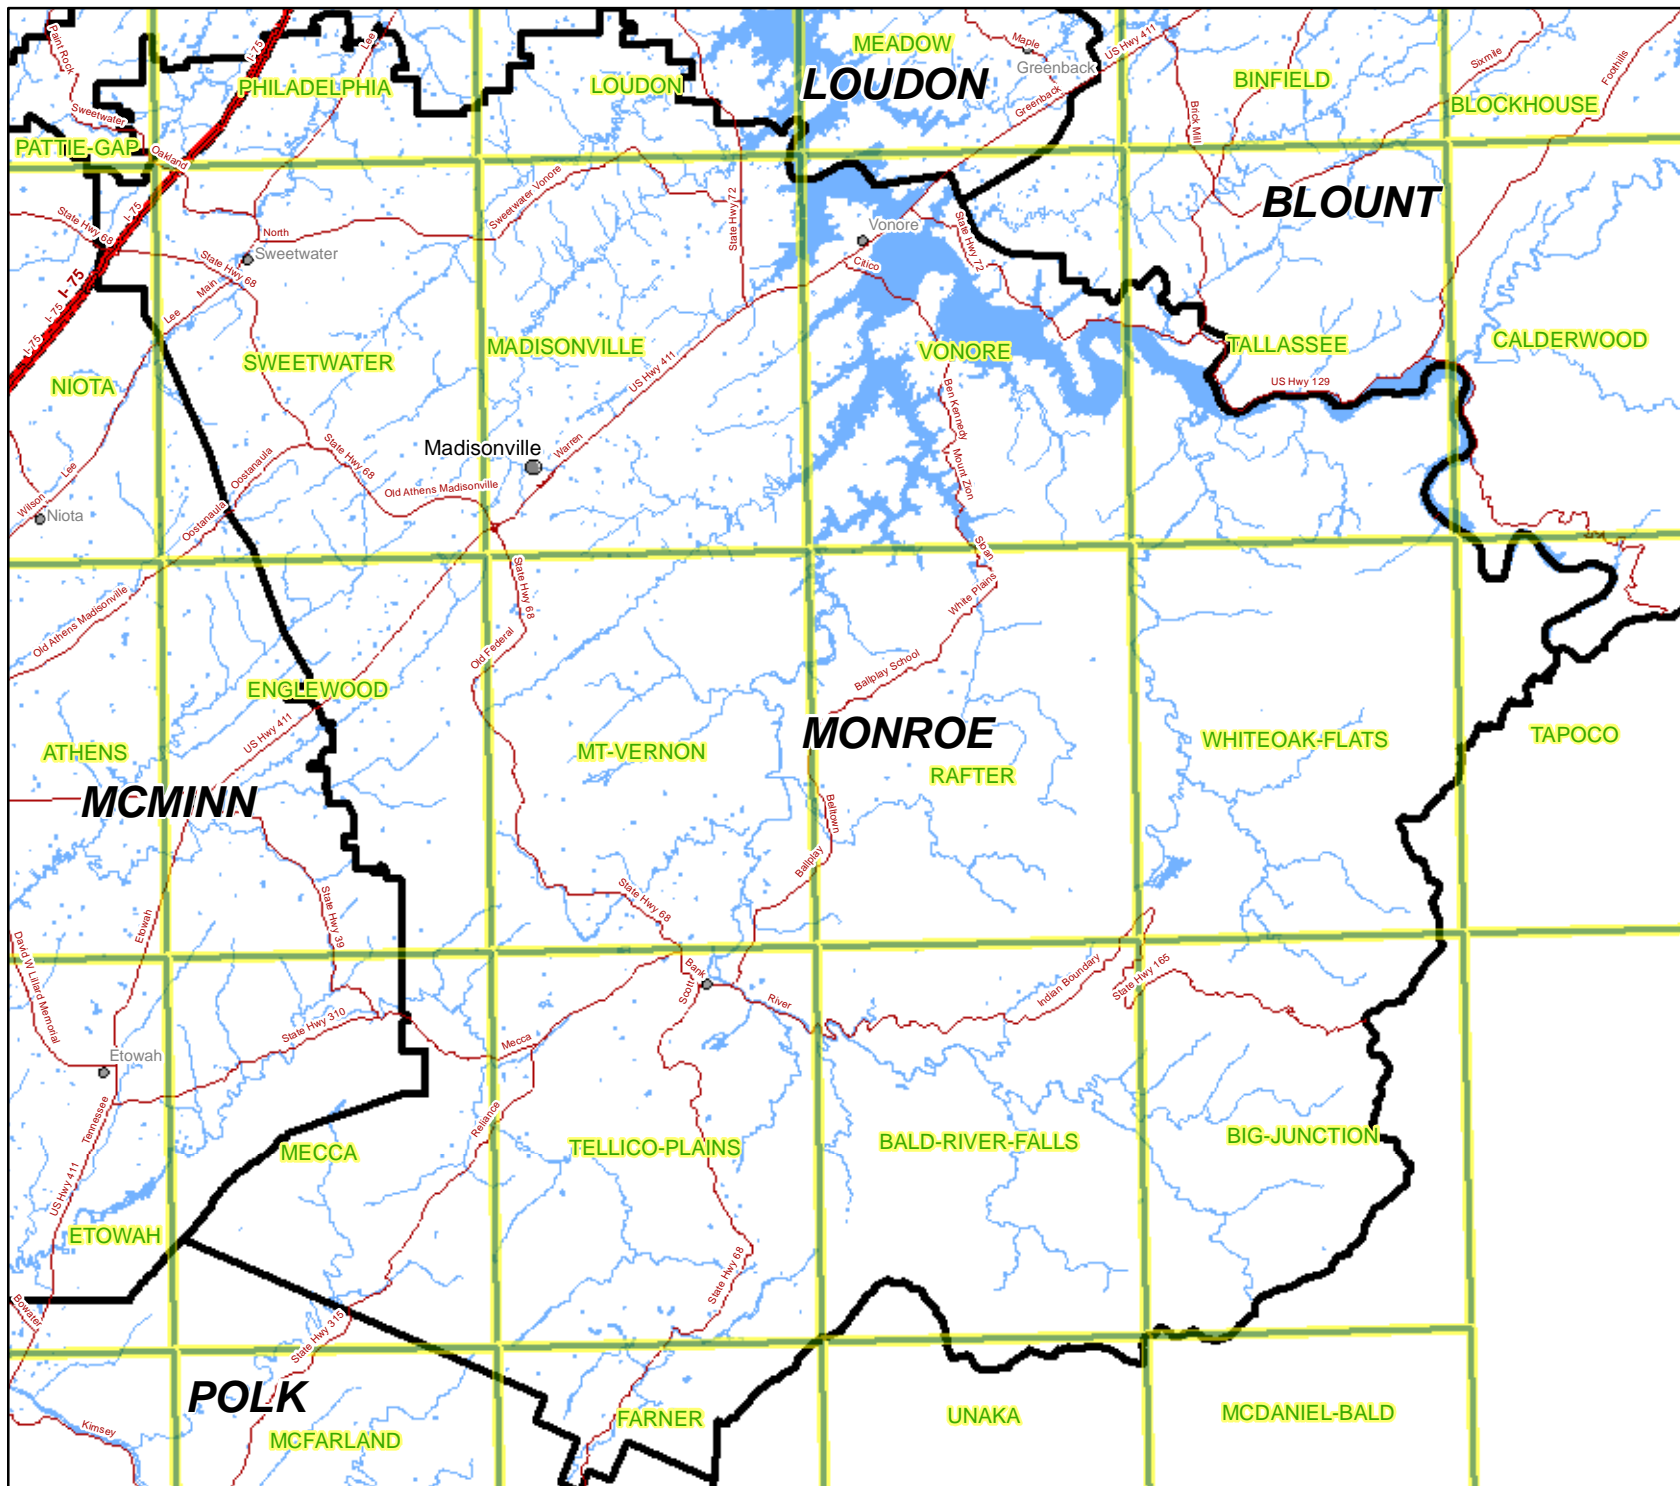 Paint Rock
I-75
Lee
MEADOW
Maple
Greenback
US Hwy 411
Sixmile
Foothills
PHILADELPHIA
LOUDON
LOUDON
BINFIELD
BLOCKHOUSE
Greenback
Brick Mill
Sweetwater
PATTIE-GAP
Oakland
I-75
State Hwy 68
North
Sweetwater Vonore
State Hwy 72
Vonore
State Hwy 72
BLOUNT
Sweetwater
State Hwy 68
Citico
I-75
I-75
I-75
Main
Lee
SWEETWATER
MADISONVILLE
US Hwy 411
VONORE
TALLASSEE
CALDERWOOD
NIOTA
US Hwy 129
Ben Kennedy
Madisonville
Warren
State Hwy 68
Oostanaula
Lee
Wilson
Niota
Old Athens Madisonville
Mount Zion
Oostanaula
Sloan
State Hwy 68
White Plains
Old Athens Madisonville
Old Federal
Ballplay School
ENGLEWOOD
US Hwy 411
ATHENS
MT-VERNON
MONROE
RAFTER
WHITEOAK-FLATS
TAPOCO
MCMINN
Belltown
Ballplay
State Hwy 68
State Hwy 39
Etowah
David W Lillard Memorial
Bank
Scott
River
Indian Boundary
State Hwy 165
State Hwy 310
Mecca
Etowah
Tennessee
Reliance
MECCA
TELLICO-PLAINS
BALD-RIVER-FALLS
BIG-JUNCTION
US Hwy 411
ETOWAH
State Hwy 68
Bowater
State Hwy 315
POLK
Kimsey
MCFARLAND
FARNER
UNAKA
MCDANIEL-BALD